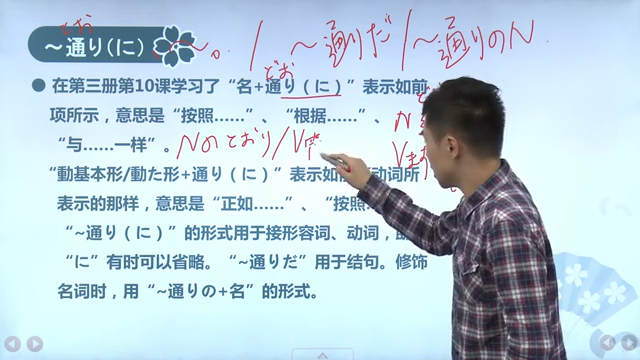 とお
～通り(に)
～。/ ～通りだ/～通りのN
● 在第三册第10课学习了“名+通り(に)”表示如前
どお
项所示，意思是“按照……”、“根据……”、
N
“与……一样”。
Nのとおり/V
Vます
“動基本形/動た形+通り(に)”表示如 动词所
表示的那样，意思是“正如……”、“按照
“~通り(に)”的形式用于接形容词、动词，
“に”有时可以省略。“~通りだ”用于结句。修饰
名词时，用“~通りの+名”的形式。